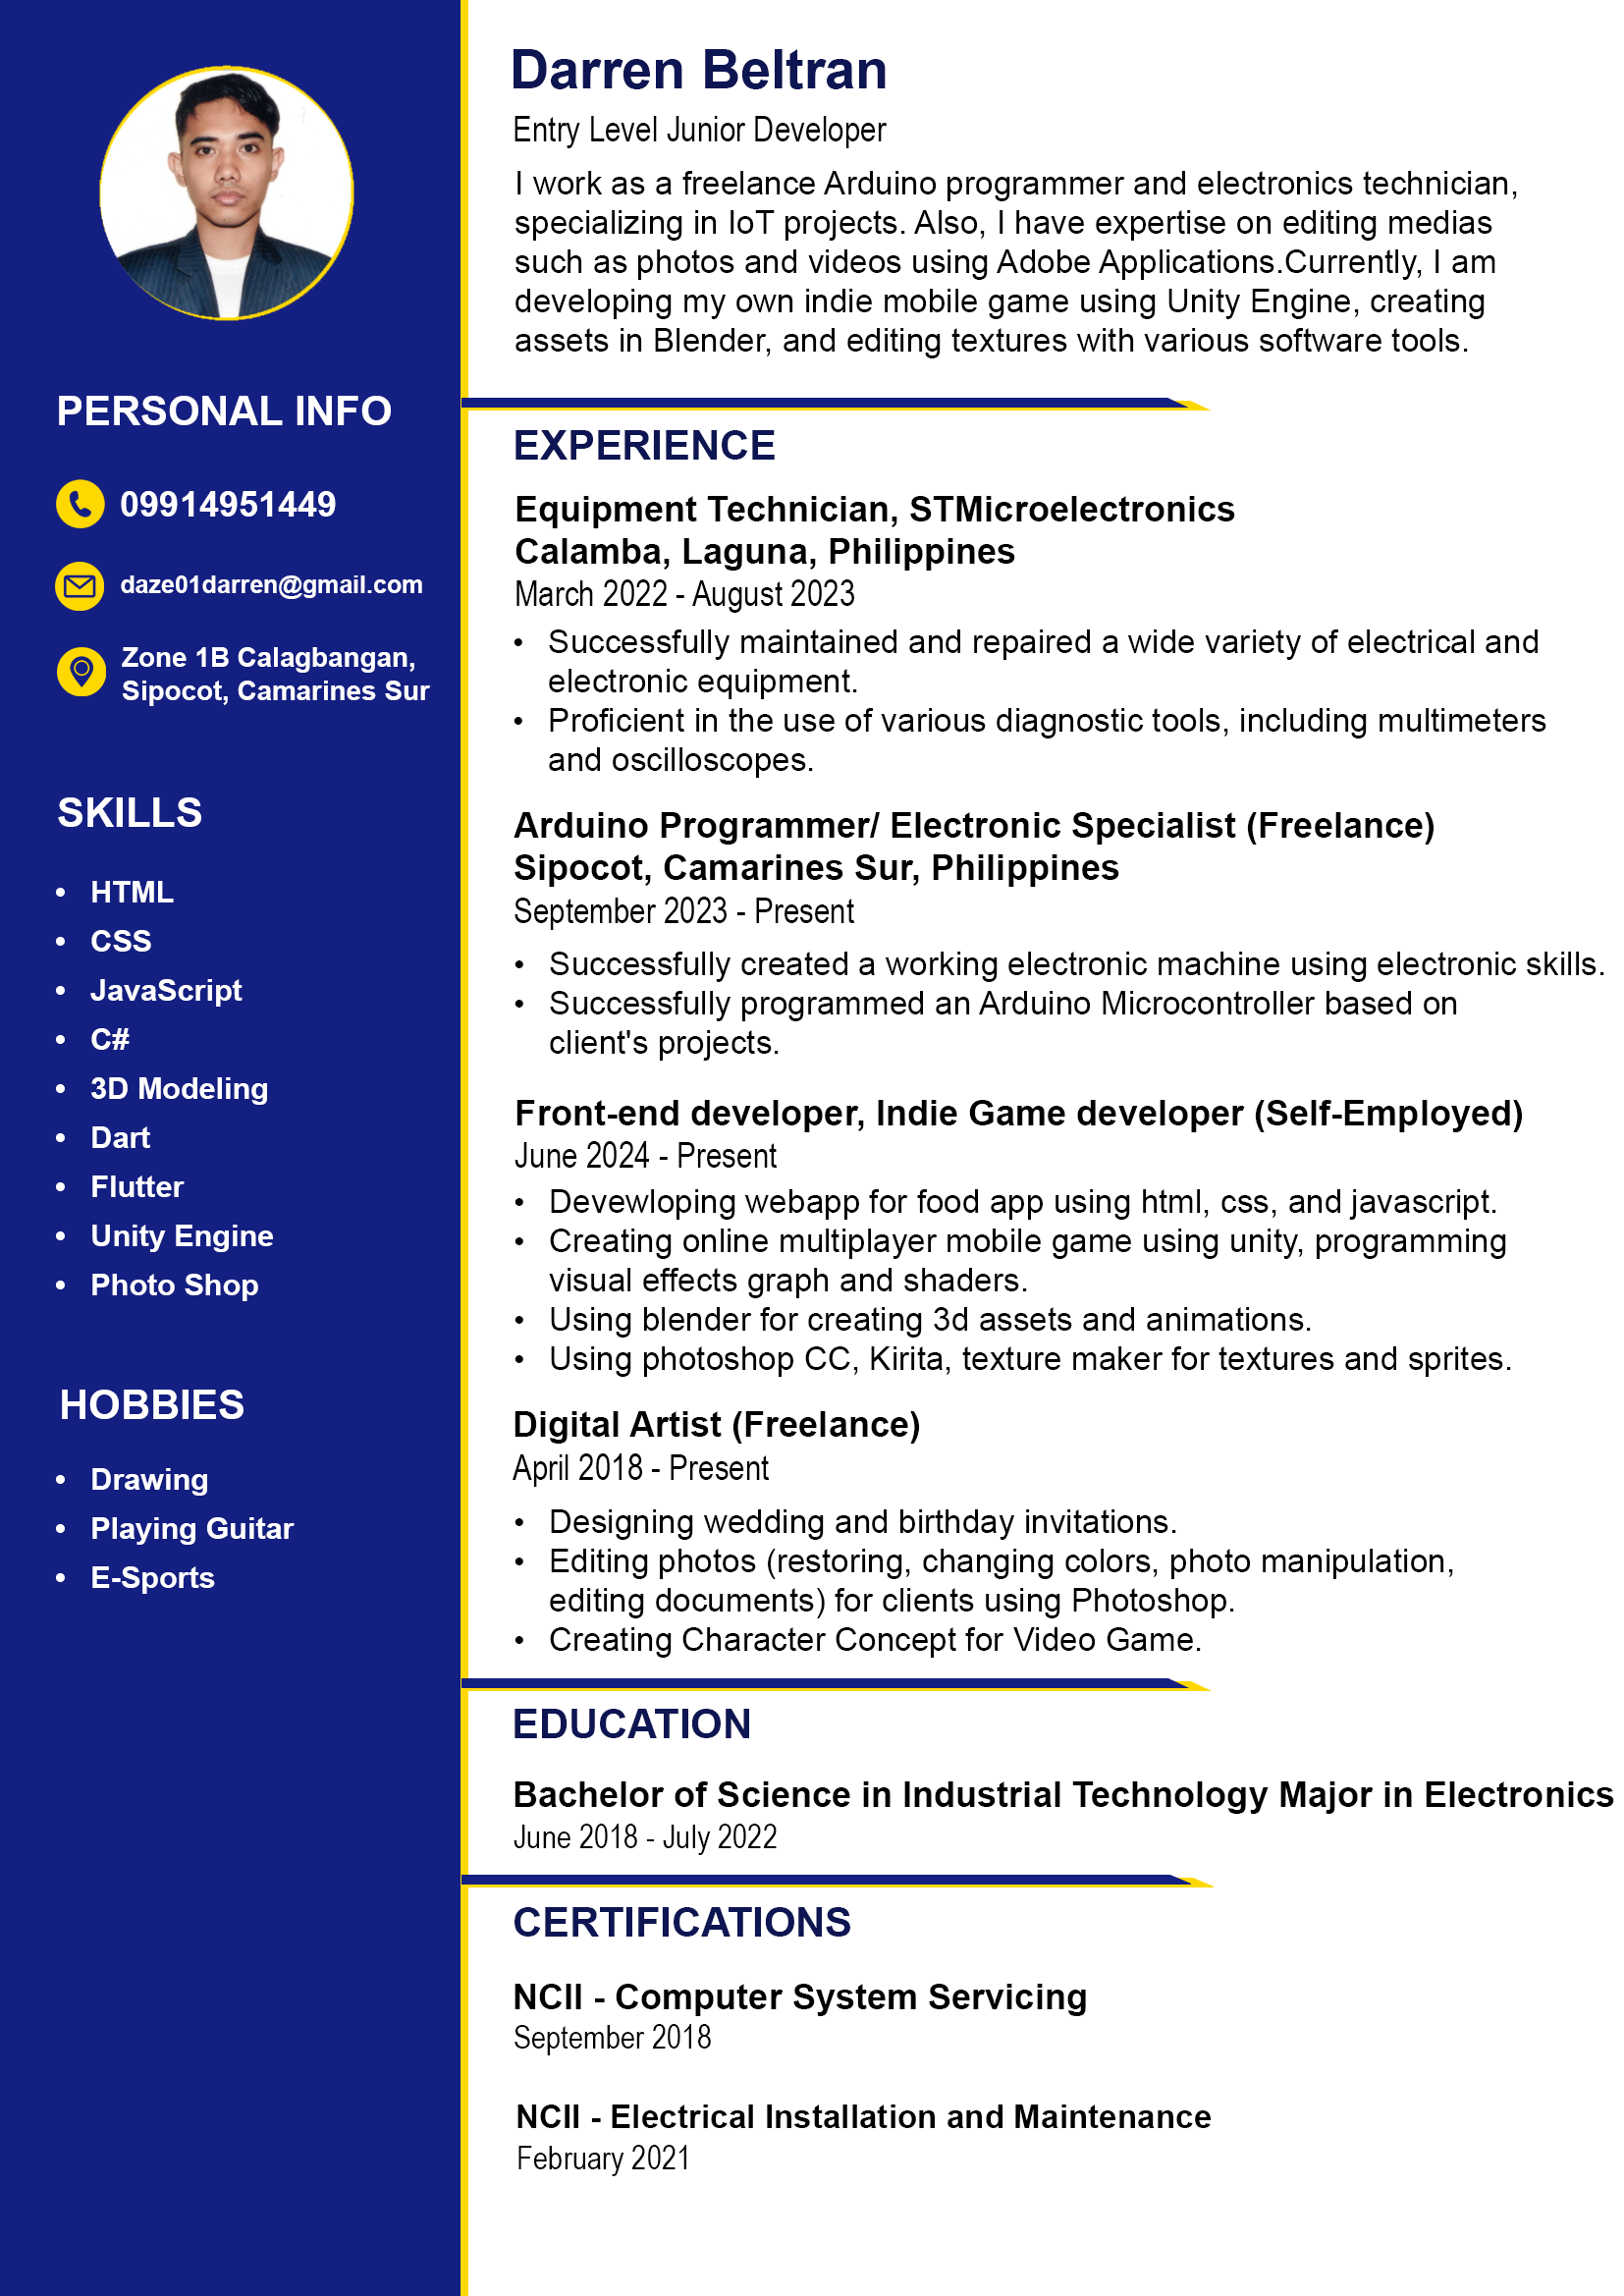 Darren Beltran
Entry Level Junior Developer
I work as a freelance Arduino programmer and electronics technician,
specializing in IoT projects. Also, I have expertise on editing medias
such as photos and videos using Adobe Applications.Currently, I am
developing my own indie mobile game using Unity Engine, creating
assets in Blender, and editing textures with various software tools.
PERSONAL INFO
09914951449
daze01darren@gmail.com
Zone 1B Calagbangan,
Sipocot, Camarines Sur
SKILLS
• HTML
• CSS
• JavaScript
• C#
• 3D Modeling
• Dart
• Flutter
• Unity Engine
• Photo Shop
HOBBIES
• Drawing
• Playing Guitar
• E-Sports
EXPERIENCE
Equipment Technician, STMicroelectronics
Calamba, Laguna, Philippines
March 2022 - August 2023
• Successfully maintained and repaired a wide variety of electrical and
electronic equipment.
• Proficient in the use of various diagnostic tools, including multimeters
and oscilloscopes.
Arduino Programmer/ Electronic Specialist (Freelance)
Sipocot, Camarines Sur, Philippines
September 2023 - Present
• Successfully created a working electronic machine using electronic skills.
• Successfully programmed an Arduino Microcontroller based on
client's projects.
Front-end developer, Indie Game developer (Self-Employed)
June 2024 - Present
• Devewloping webapp for food app using html, css, and javascript.
• Creating online multiplayer mobile game using unity, programming
visual effects graph and shaders.
• Using blender for creating 3d assets and animations.
• Using photoshop CC, Kirita, texture maker for textures and sprites.
Digital Artist (Freelance)
April 2018 - Present
• Designing wedding and birthday invitations.
• Editing photos (restoring, changing colors, photo manipulation,
editing documents) for clients using Photoshop.
• Creating Character Concept for Video Game.
EDUCATION
Bachelor of Science in Industrial Technology Major in Electronics
June 2018 - July 2022
CERTIFICATIONS
NCII - Computer System Servicing
September 2018
NCII - Electrical Installation and Maintenance
February 2021